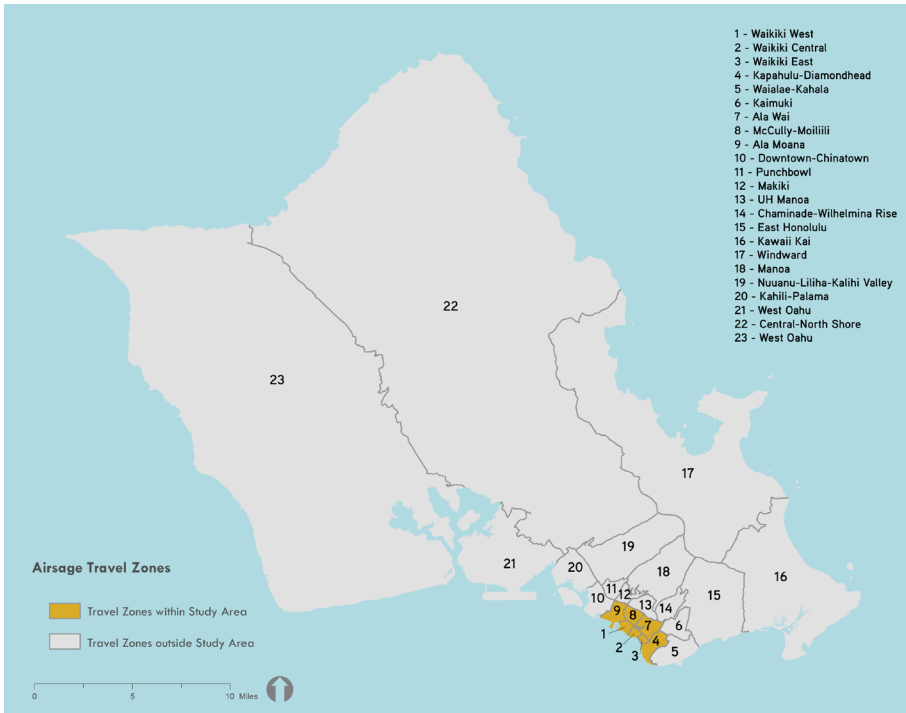 1 - Waikiki West
2 - Waikiki Central
3 - Waikiki East
4 - Kapahulu-Diamondhead
5 - Waialae-Kahala
6 - Kaimuki
7 - Ala Wai
8 - McCully-Moiliili
9 - Ala Moana
10 - Downtown-Chinatown
11 - Punchbowl
12 - Makiki
13 - UH Manoa
14 - Chaminade-Wilhelmina Rise
15 - East Honolulu
16 - Kawaii Kai
17 - Windward
18 - Manoa
19 - Nuuanu-Liliha-Kalihi Valley
20 - Kahili-Palama
21 - West Oahu
22 - Central-North Shore
23 - West Oahu
22
23
17
19
21
20
18
16
11
12
15
10
13
14
9
8
7
6
1
4
2
3
5
Airsage Travel Zones
Travel Zones within Study Area
Travel Zones outside Study Area
0 5 10 Miles